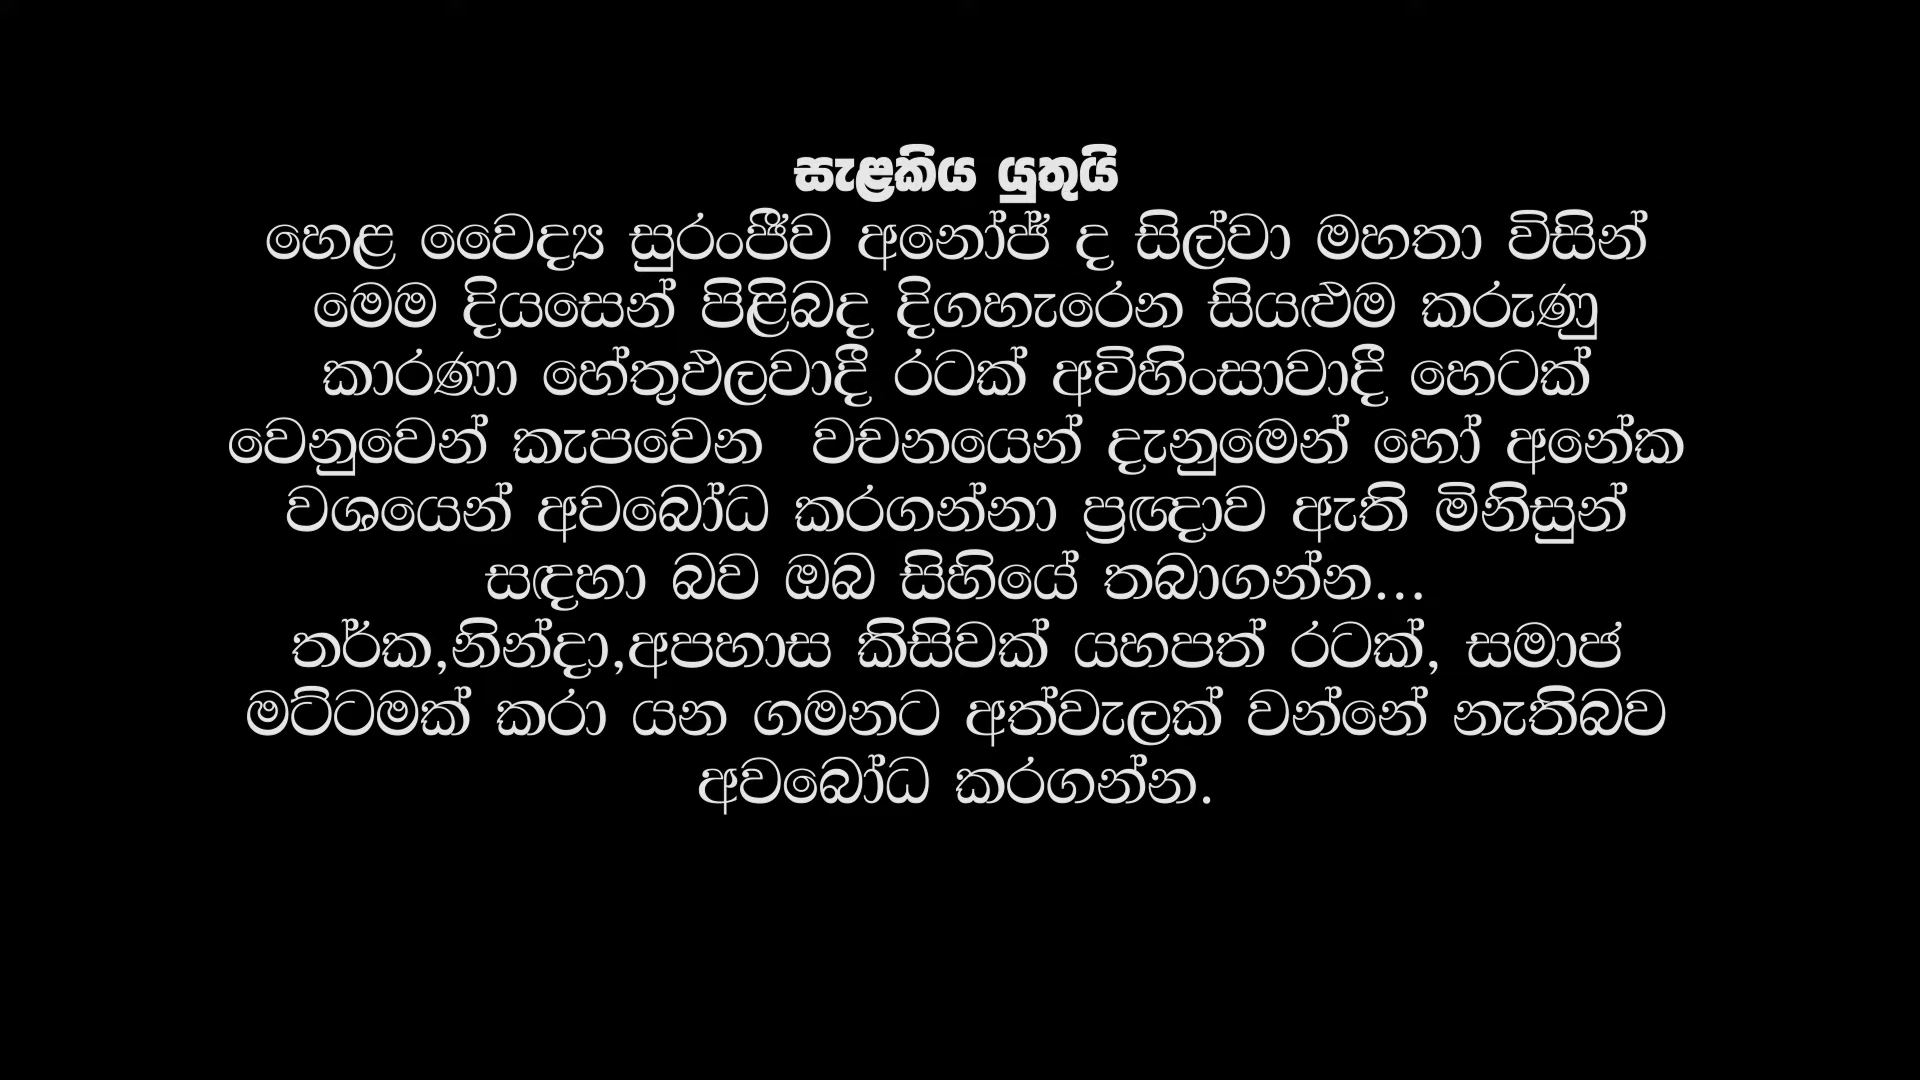 සැළකිය යුතුයි
හෙළ වෛද්‍ය සුරංජීව අනෝජ් ද සිල්වා මහතා විසින්
මෙම දියසෙන් පිළිබද දිගහැරෙන සියළුම කරුණු
කාරණා හේතුඵලවාදී රටක් අවිහිංසාවාදී හෙටක්
වෙනුවෙන් කැපවෙන  වචනයෙන් දැනුමෙන් හෝ අනේක
වශයෙන් අවබෝධ කරගන්නා ප්‍රඥාව ඇති මිනිසුන්
සඳහා බව ඔබ සිහියේ තබාගන්න...
තර්ක,නින්දා,අපහාස කිසිවක් යහපත් රටක්, සමාජ
මට්ටමක් කරා යන ගමනට අත්වැලක් වන්නේ නැතිබව
අවබෝධ කරගන්න.